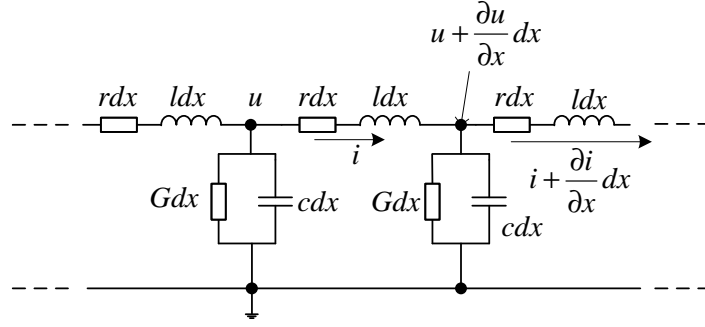 u + ∂u/∂x dx
rdx ldx u rdx ldx rdx ldx
i
i + ∂i/∂x dx
Gdx cdx Gdx cdx